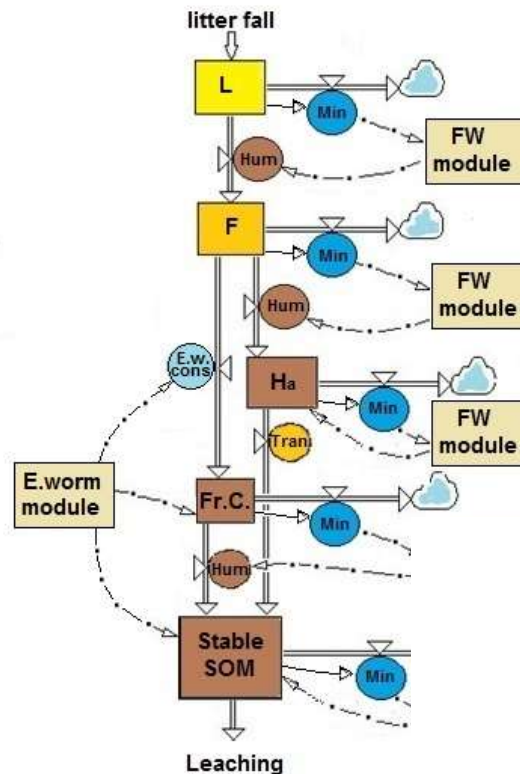 litter fall
L
Min
FW
module
Hum
F
Min
FW
module
Hum
E.w.
cons
Ha
Min
FW
module
Tran
E.worm
module
Fr.C.
Min
Hum
Stable
SOM
Min
Leaching